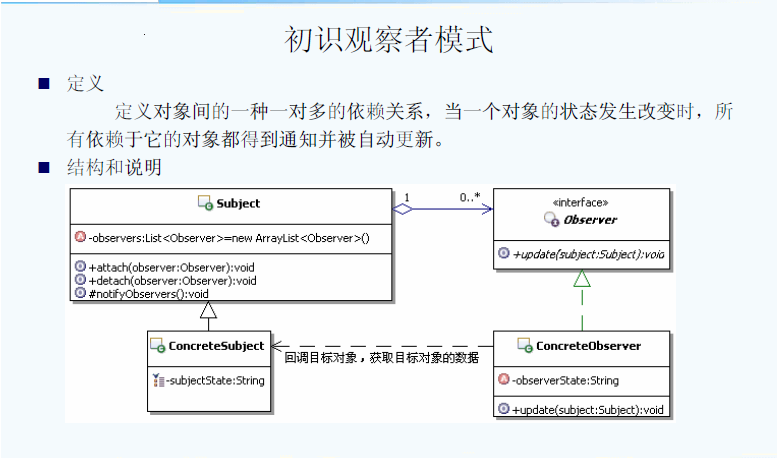 初识观察者模式
定义
定义对象间的一种一对多的依赖关系，当一个对象的状态发生改变时，所
有依赖于它的对象都得到通知并被自动更新。
结构和说明
Subject
-observers:List<Observer>=new ArrayList<Observer>()
+attach(observer:Observer):void
+detach(observer:Observer):void
#notifyObservers():void
1
0..*
«interface»
Observer
+update(subject:Subject):void
ConcreteSubject
-subjectState:String
回调目标对象，获取目标对象的数据
ConcreteObserver
-observerState:String
+update(subject:Subject):void